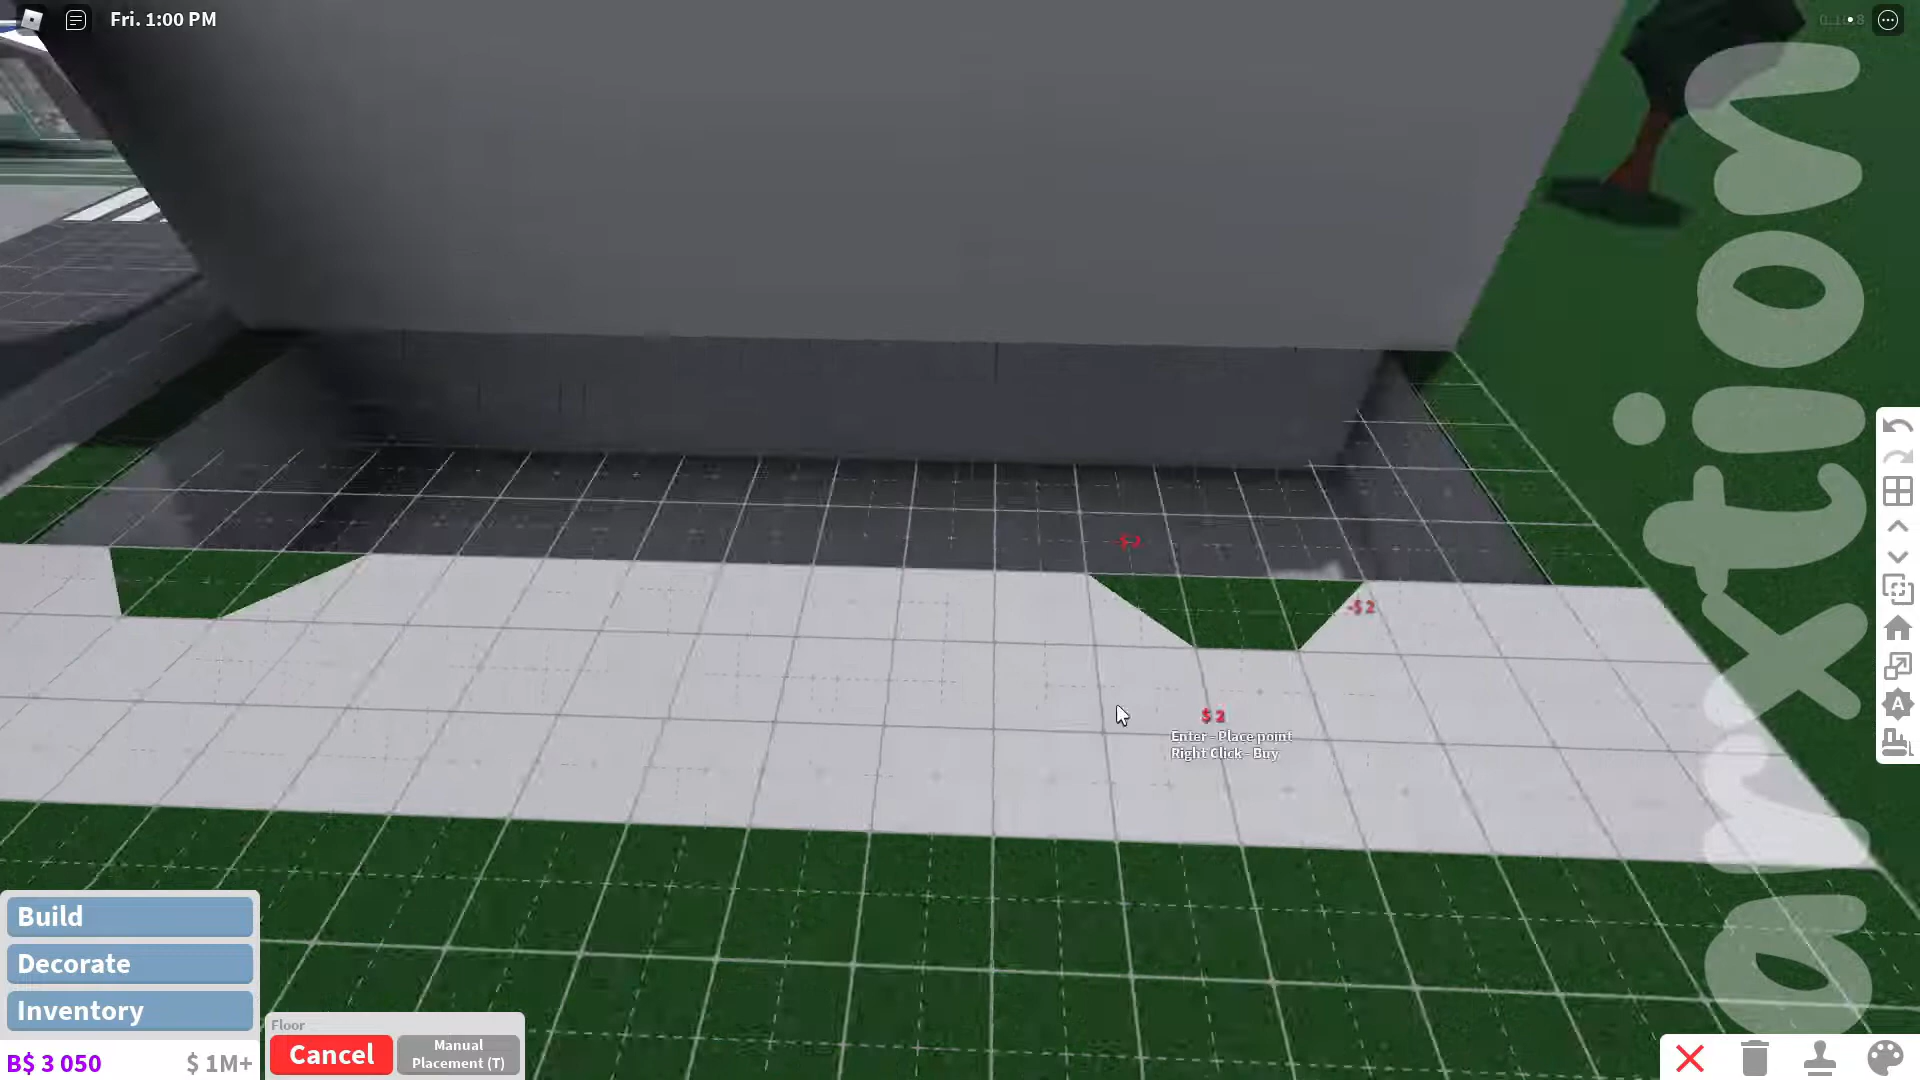 Fri. 1:00 PM
-$ 2
$ 2
Enter - Place point
Right Click - Buy
Build
Decorate
Inventory
Floor
Cancel
Manual
Placement (T)
B$ 3 050
$ 1M+
A